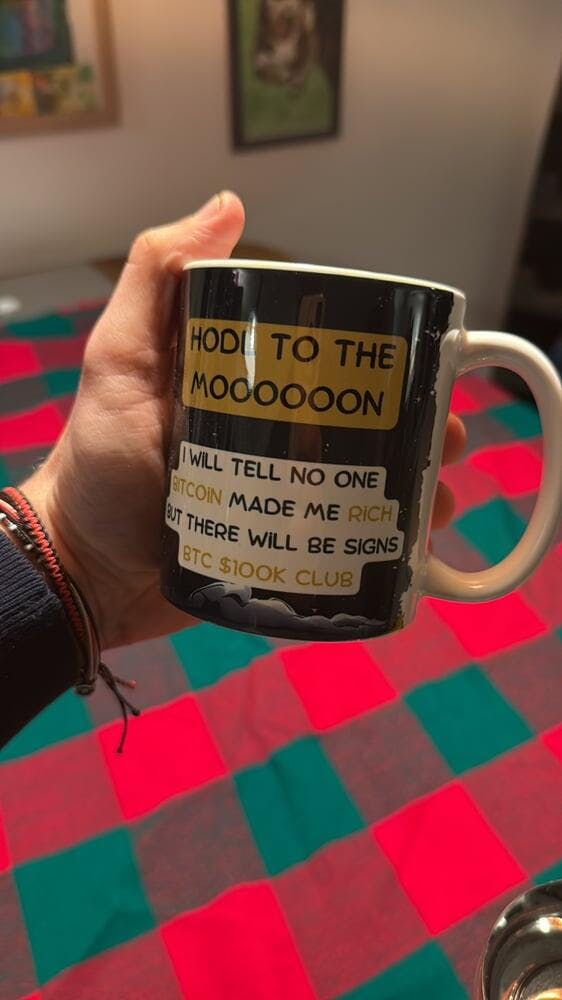 HODL TO THE
MOOOOOON
I WILL TELL NO ONE
BITCOIN MADE ME RICH
BUT THERE WILL BE SIGNS
BTC $100K CLUB